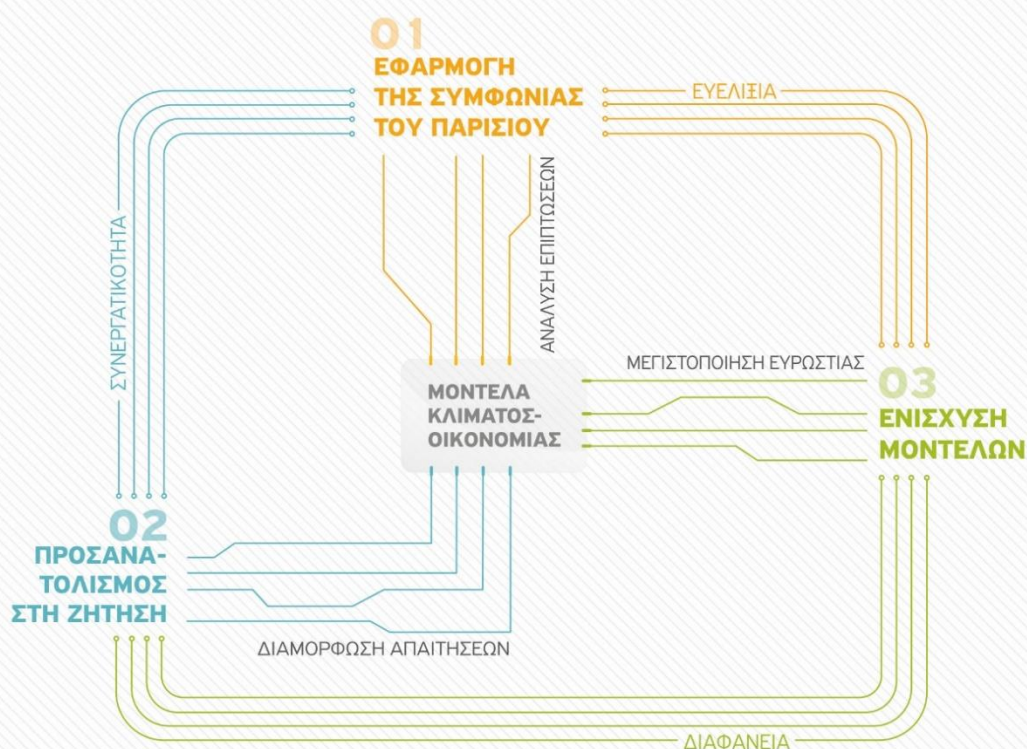 01
ΕΦΑΡΜΟΓΗ
ΤΗΣ ΣΥΜΦΩΝΙΑΣ
ΤΟΥ ΠΑΡΙΣΙΟΥ
ΕΥΕΛΙΞΙΑ
ΣΥΝΕΡΓΑΤΙΚΟΤΗΤΑ
ΑΝΑΛΥΣΗ ΕΠΙΠΤΩΣΕΩΝ
ΜΕΓΙΣΤΟΠΟΙΗΣΗ ΕΥΡΩΣΤΙΑΣ
ΜΟΝΤΕΛΑ
ΚΛΙΜΑΤΟΣ-
ΟΙΚΟΝΟΜΙΑΣ
03
ΕΝΙΣΧΥΣΗ
ΜΟΝΤΕΛΩΝ
02
ΠΡΟΣΑΝΑ-
ΤΟΛΙΣΜΟΣ
ΣΤΗ ΖΗΤΗΣΗ
ΔΙΑΜΟΡΦΩΣΗ ΑΠΑΙΤΗΣΕΩΝ
ΔΙΑΦΑΝΕΙΑ